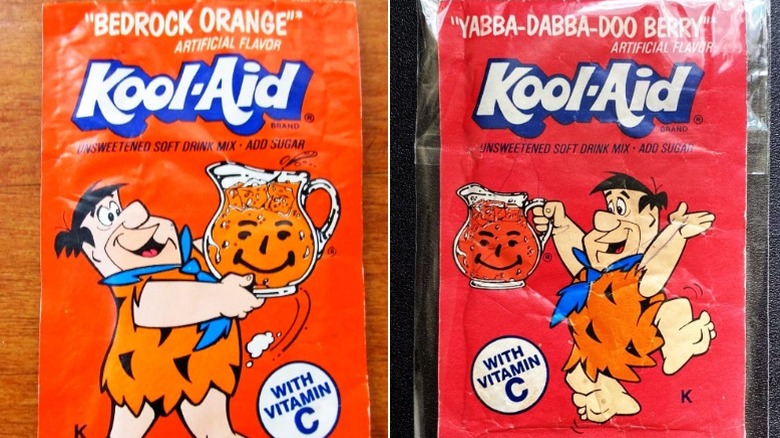 "BEDROCK ORANGE"*
ARTIFICIAL FLAVOR
Kool-Aid®
BRAND
UNSWEETENED SOFT DRINK MIX · ADD SUGAR
®
WITH
VITAMIN
C
K
"YABBA-DABBA-DOO BERRY"*
ARTIFICIAL FLAVOR
Kool-Aid®
BRAND
UNSWEETENED SOFT DRINK MIX · ADD SUGAR
®
WITH
VITAMIN
C
K